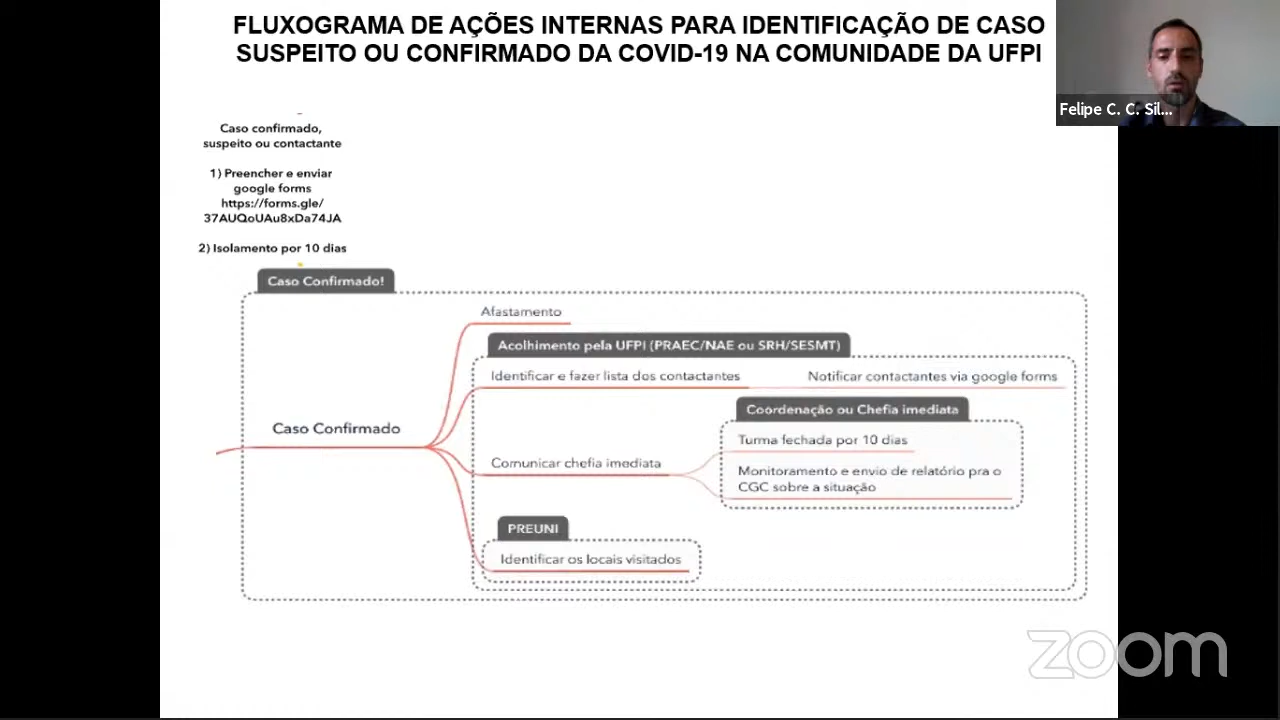 FLUXOGRAMA DE AÇÕES INTERNAS PARA IDENTIFICAÇÃO DE CASO
SUSPEITO OU CONFIRMADO DA COVID-19 NA COMUNIDADE DA UFPI
Felipe C. C. Sil...
Caso confirmado,
suspeito ou contactante
1) Preencher e enviar
google forms
https://forms.gle/
37AUQoUAu8xDa74JA
2) Isolamento por 10 dias
Caso Confirmado!
Afastamento
Acolhimento pela UFPI (PRAEC/NAE ou SRH/SESMT)
Identificar e fazer lista dos contactantes
Notificar contactantes via google forms
Coordenação ou Chefia imediata
Caso Confirmado
Turma fechada por 10 dias
Comunicar chefia imediata
Monitoramento e envio de relatório pra o
CGC sobre a situação
PREUNI
Identificar os locais visitados
zoom